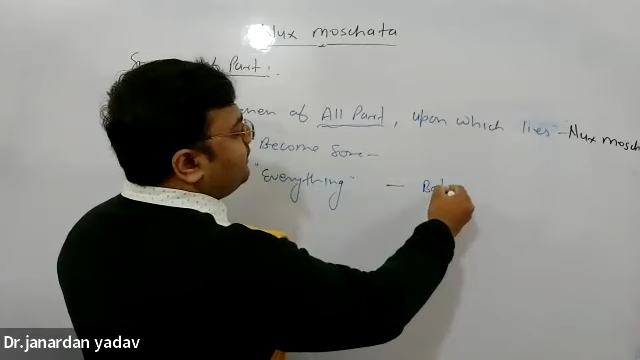 Nux moschata
Part :
of All Part, upon which lies - Nux mosch
Become Sore -
"Everything" -
Dr.janardan yadav